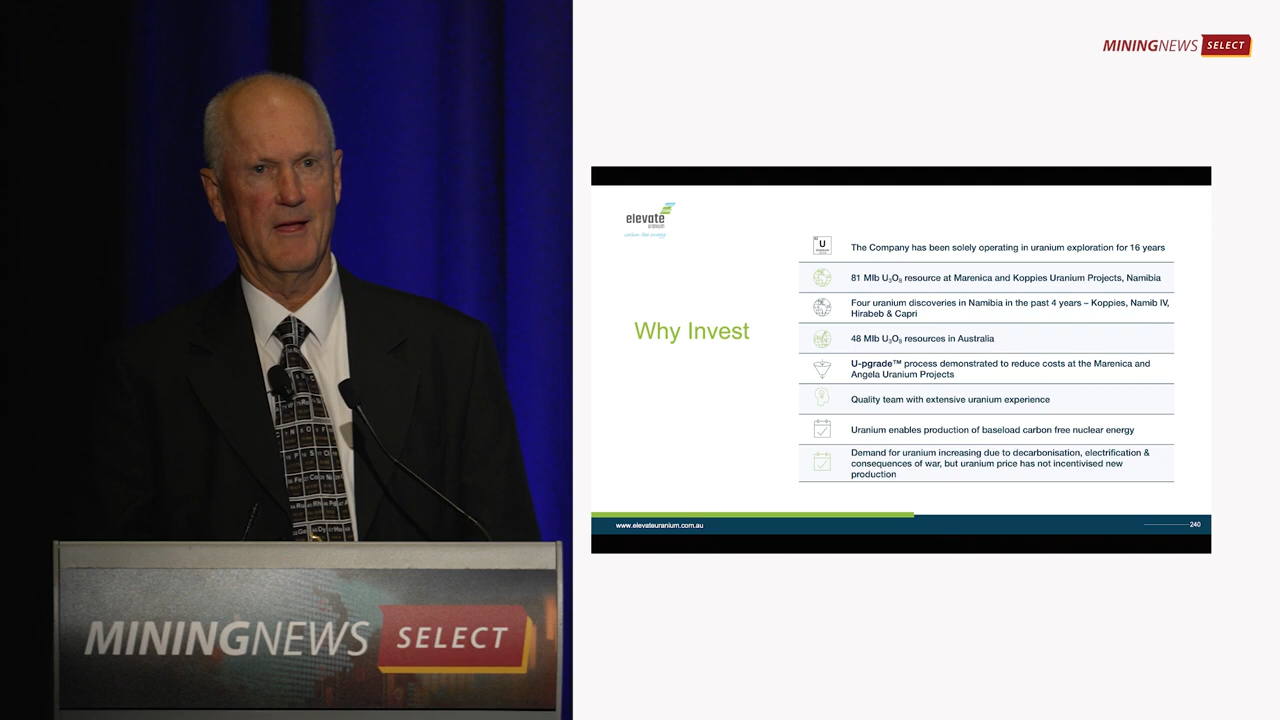 MININGNEWS SELECT
elevate
uranium
carbon free energy
Why Invest
92
U
URANIUM
The Company has been solely operating in uranium exploration for 16 years
81 Mlb U₃O₈ resource at Marenica and Koppies Uranium Projects, Namibia
Four uranium discoveries in Namibia in the past 4 years – Koppies, Namib IV,
Hirabeb & Capri
48 Mlb U₃O₈ resources in Australia
U-pgrade™ process demonstrated to reduce costs at the Marenica and
Angela Uranium Projects
Quality team with extensive uranium experience
Uranium enables production of baseload carbon free nuclear energy
Demand for uranium increasing due to decarbonisation, electrification &
consequences of war, but uranium price has not incentivised new
production
www.elevateuranium.com.au
240
MININGNEWS SELECT